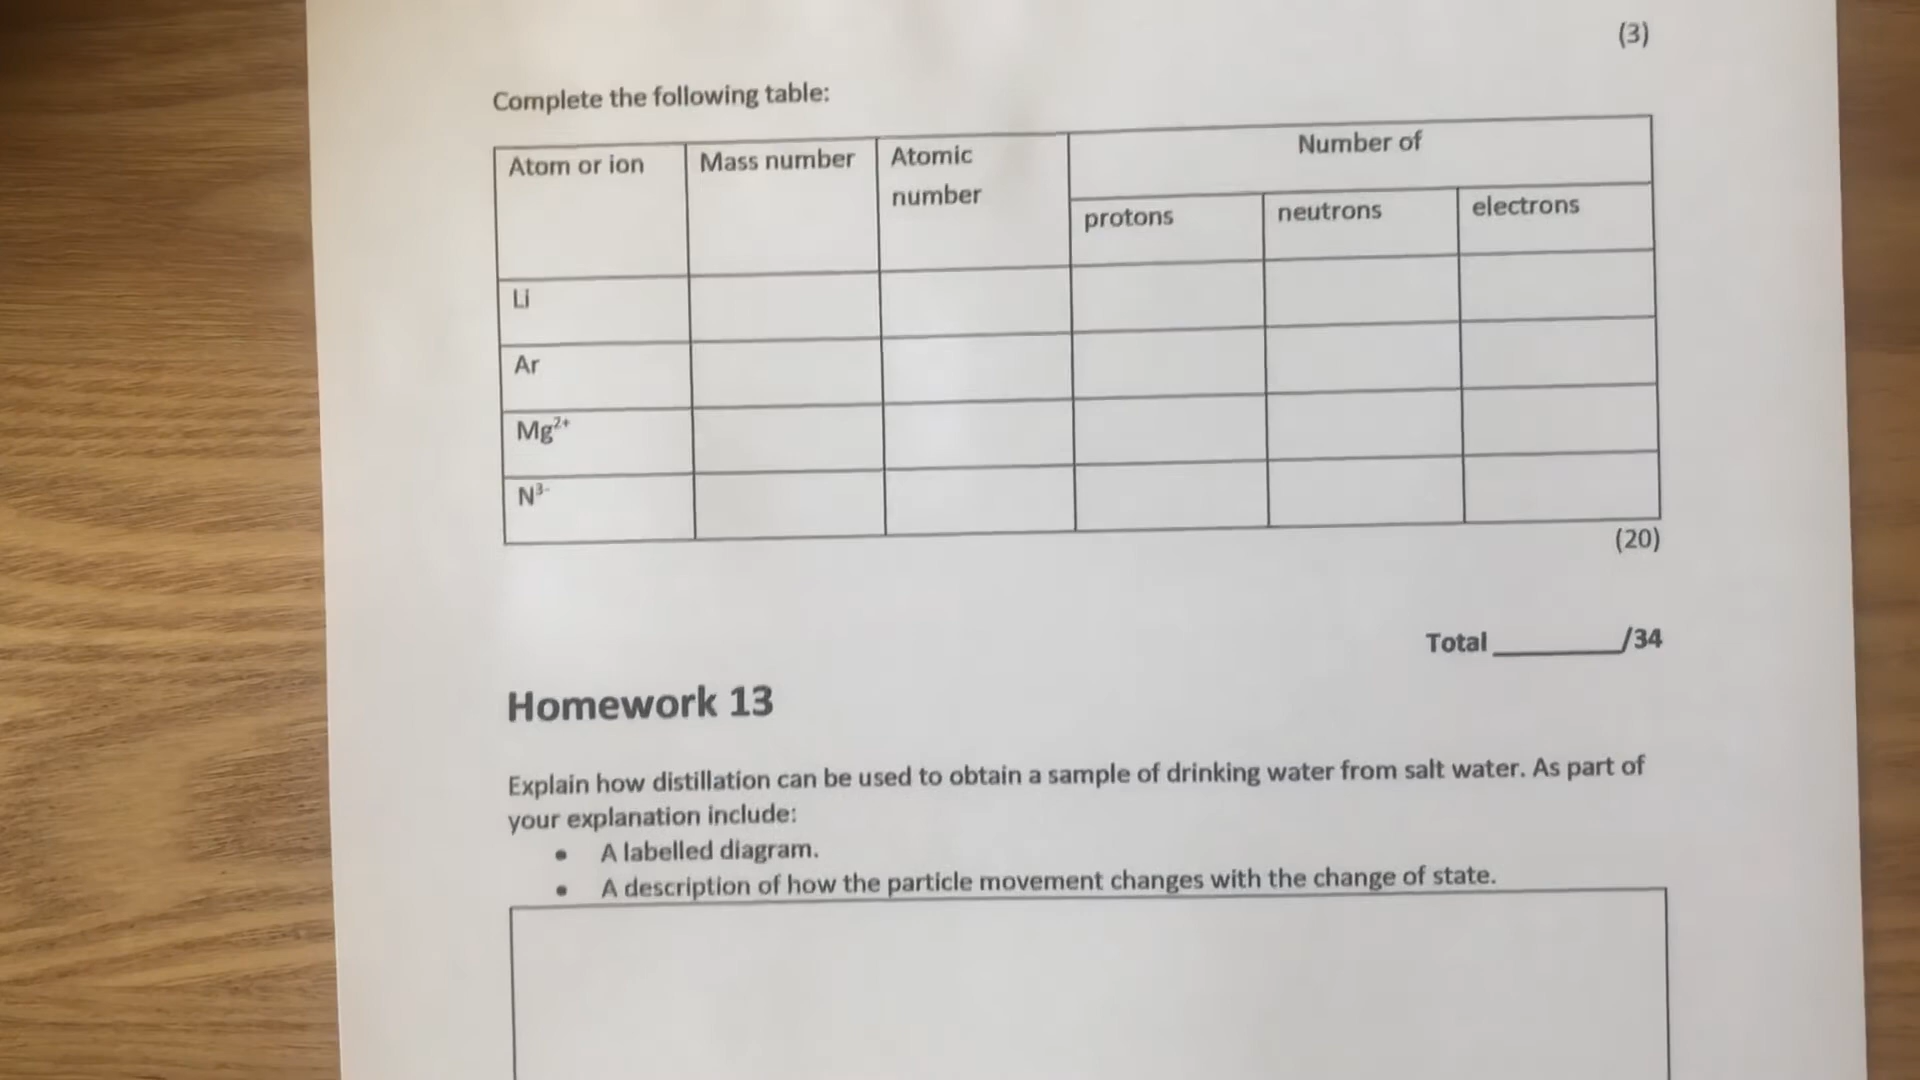 (3)
Complete the following table:
Atom or ion Mass number Atomic number Number of
protons neutrons electrons
Li
Ar
Mg²⁺
N³⁻
(20)
Total ________/34
Homework 13
Explain how distillation can be used to obtain a sample of drinking water from salt water. As part of
your explanation include:
• A labelled diagram.
• A description of how the particle movement changes with the change of state.